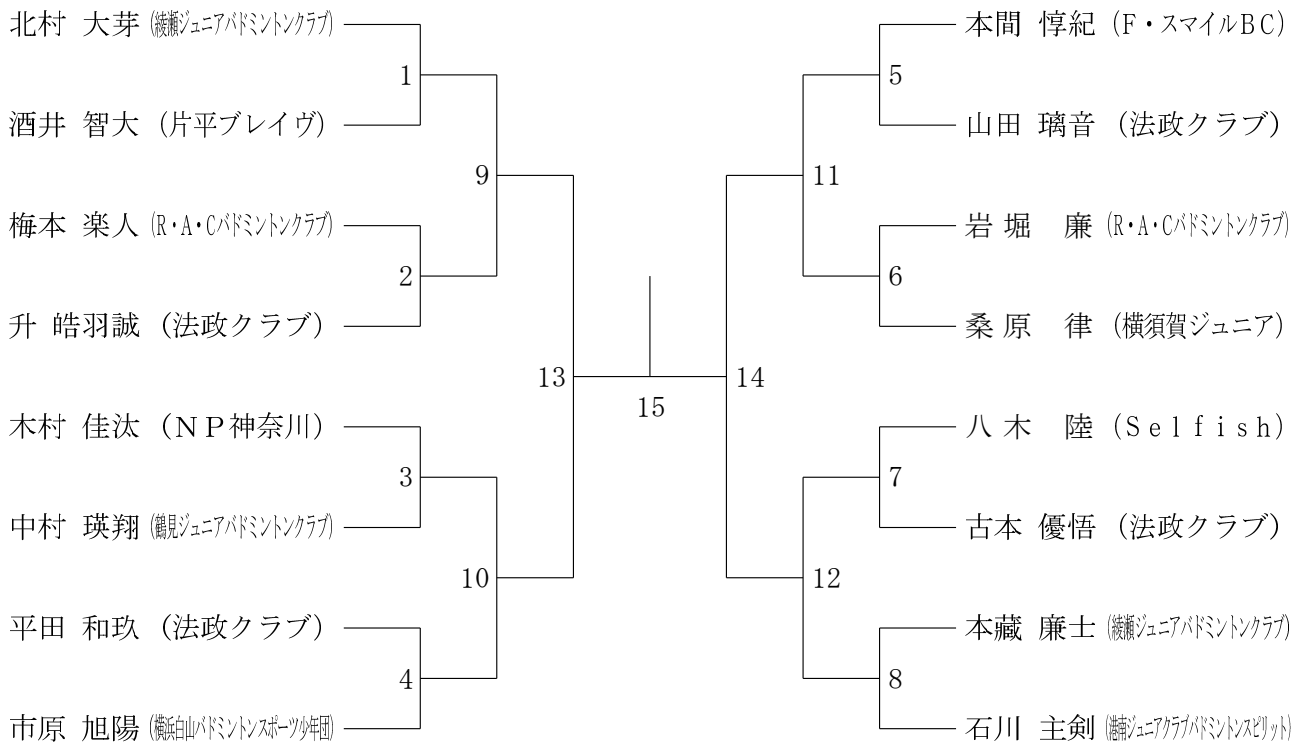 北村 大芽 (綾瀬ジュニアバドミントンクラブ)
1
酒井 智大 (片平ブレイヴ)
9
梅本 楽人 (R・A・Cバドミントンクラブ)
2
升 皓羽誠 (法政クラブ)
13
木村 佳汰 (NP神奈川)
3
中村 瑛翔 (鶴見ジュニアバドミントンクラブ)
10
平田 和玖 (法政クラブ)
4
市原 旭陽 (横浜白山バドミントンスポーツ少年団)
15
本間 惇紀 (F・スマイルBC)
5
山田 璃音 (法政クラブ)
11
岩堀 廉 (R・A・Cバドミントンクラブ)
6
桑原 律 (横須賀ジュニア)
14
八木 陸 (Selfish)
7
古本 優悟 (法政クラブ)
12
本藏 廉士 (綾瀬ジュニアバドミントンクラブ)
8
石川 主剣 (港南ジュニアクラブバドミントンスピリット)